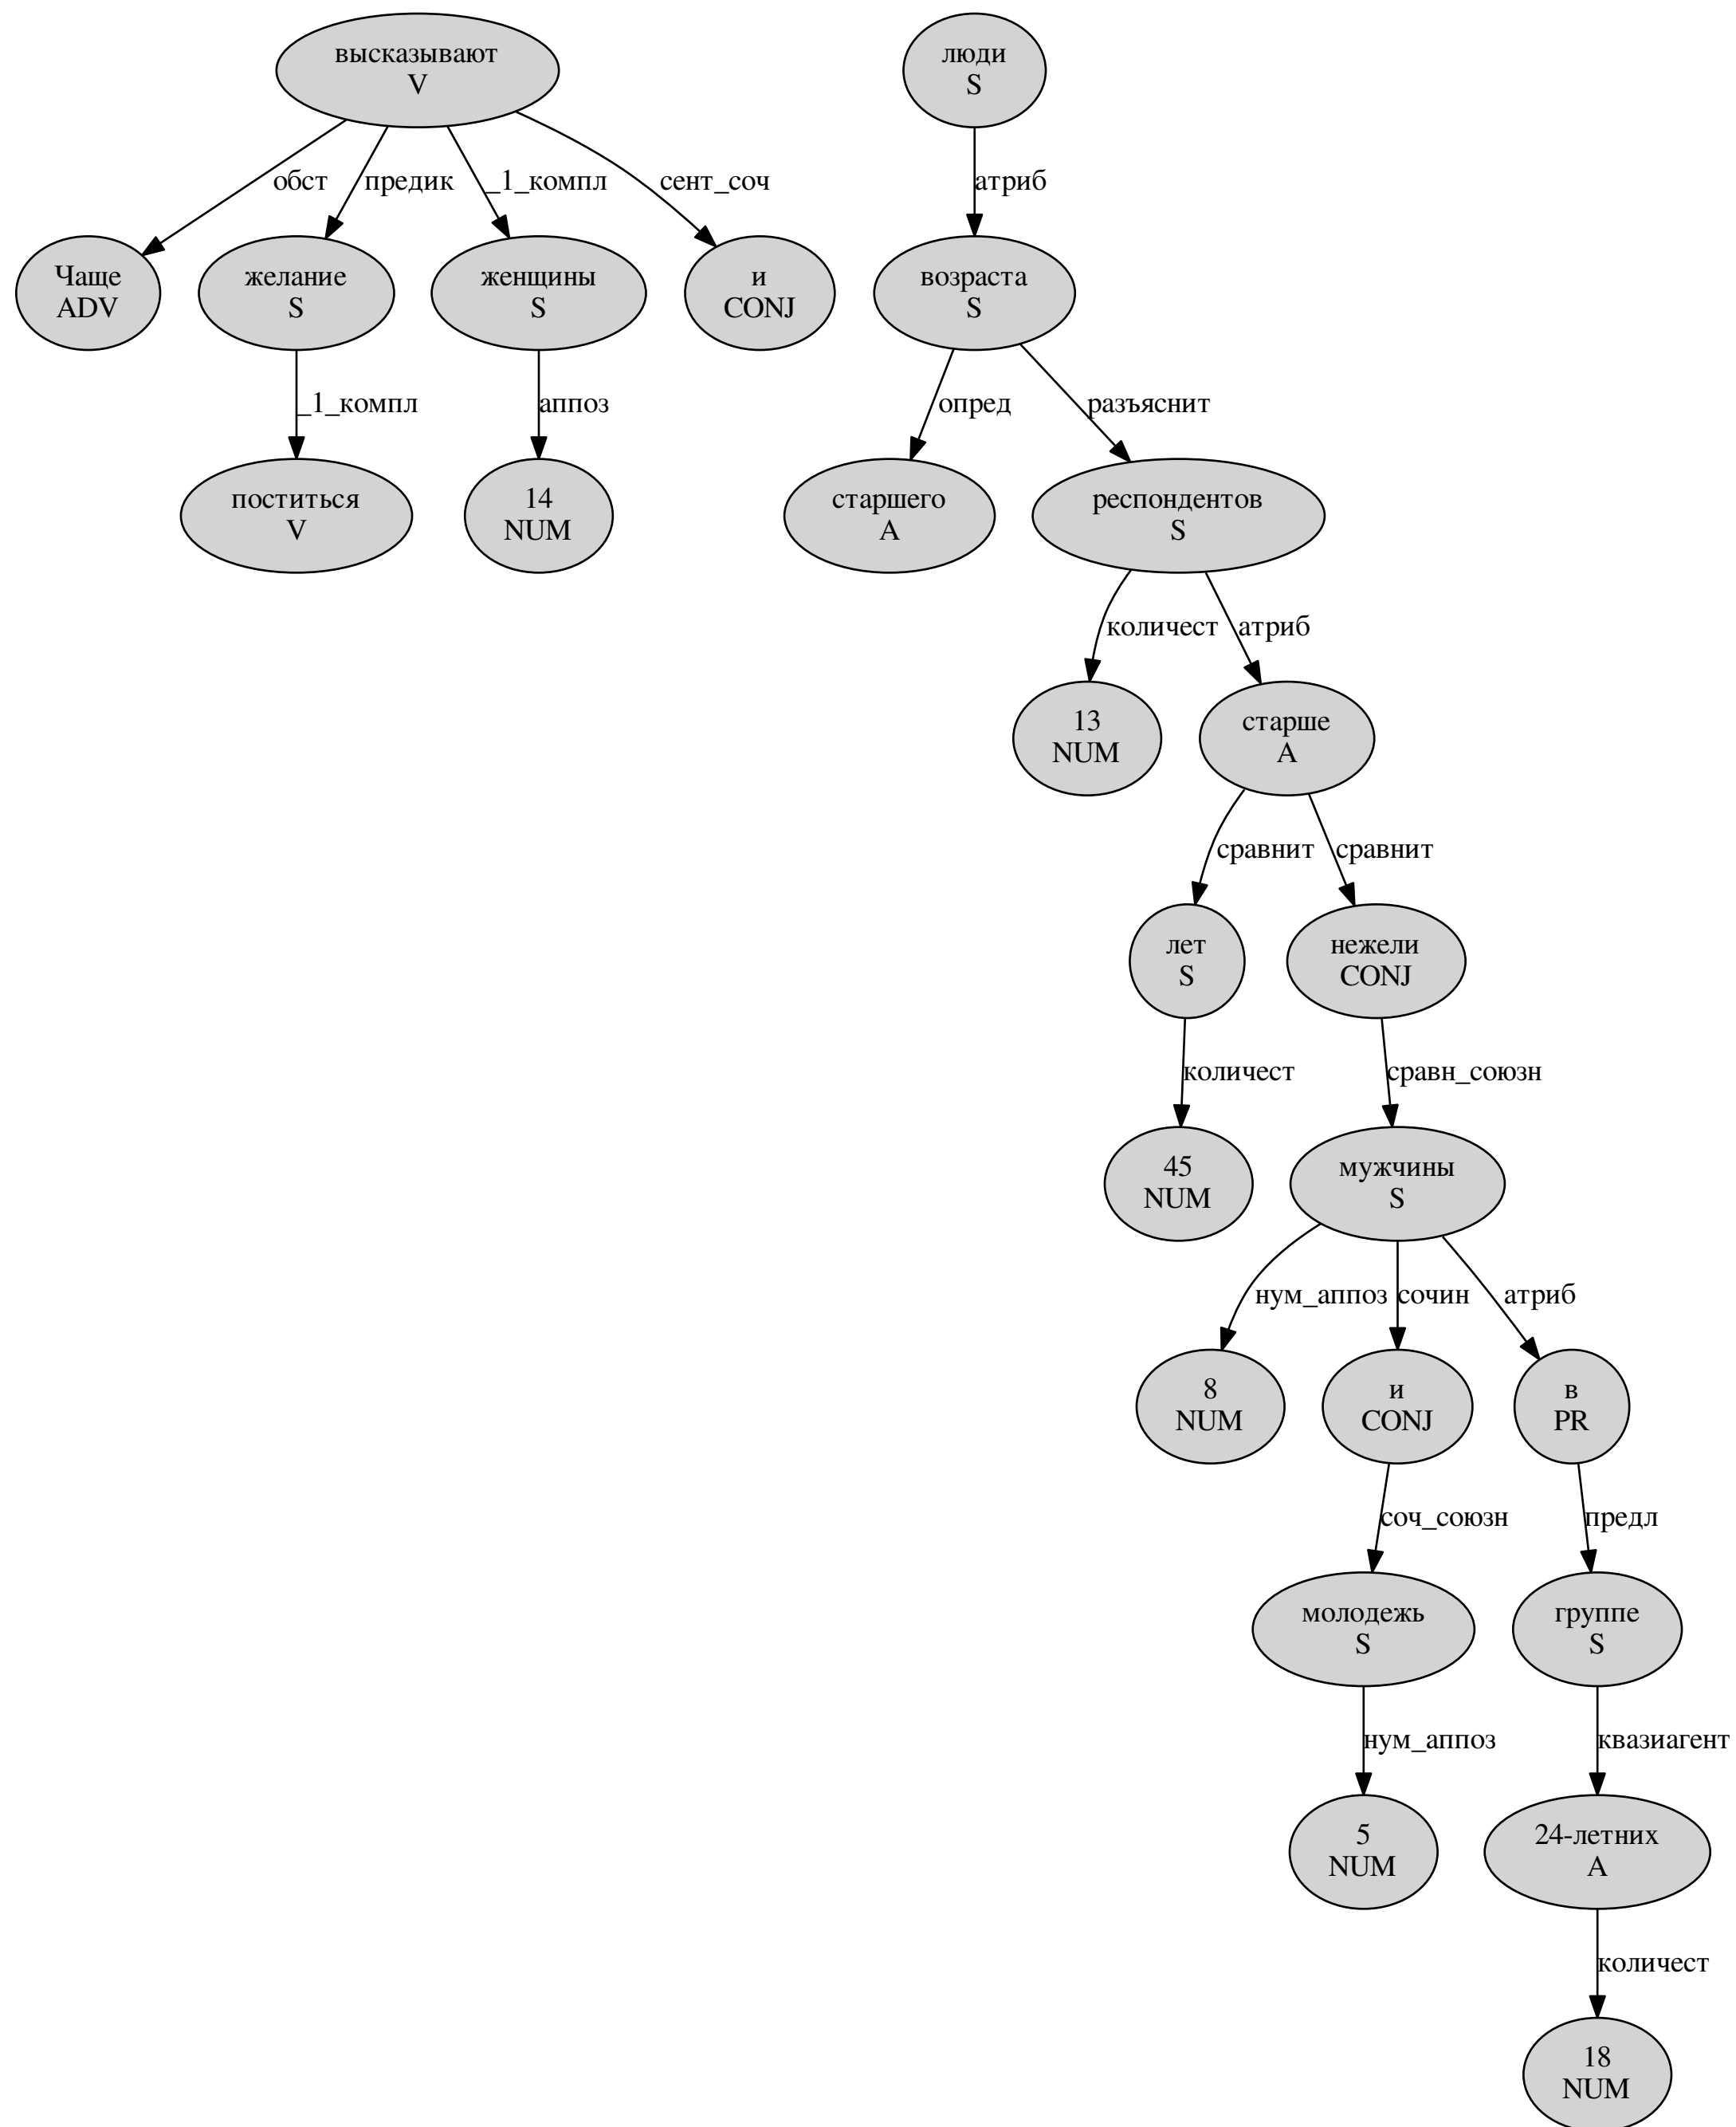 высказывают
V
люди
S
обст
предик
_1_компл
сент_соч
атриб
Чаще
ADV
желание
S
женщины
S
и
CONJ
возраста
S
_1_компл
аппоз
опред
разъяснит
поститься
V
14
NUM
старшего
A
респондентов
S
количест
атриб
13
NUM
старше
A
сравнит
сравнит
лет
S
нежели
CONJ
количест
сравн_союзн
45
NUM
мужчины
S
нум_аппоз
сочин
атриб
8
NUM
и
CONJ
в
PR
соч_союзн
предл
молодежь
S
группе
S
нум_аппоз
квазиагент
5
NUM
24-летних
A
количест
18
NUM